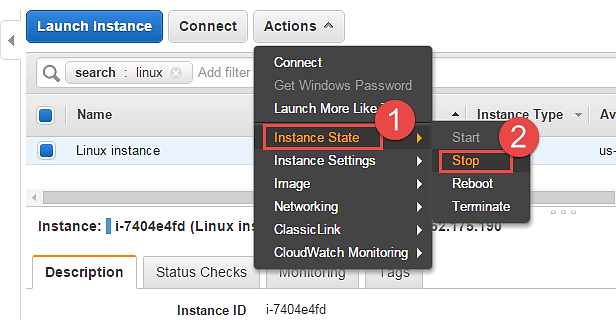 Launch Instance Connect Actions
search : linux Add filter
Connect
Get Windows Password
Launch More Like
1
Name Instance Type Av
Instance State Start 2
Linux instance Instance Settings Stop us-
Image Reboot
Networking Terminate
Instance: i-7404e4fd (Linux ins 52.175.190
ClassicLink
CloudWatch Monitoring
Description Status Checks Monitoring Tags
Instance ID i-7404e4fd